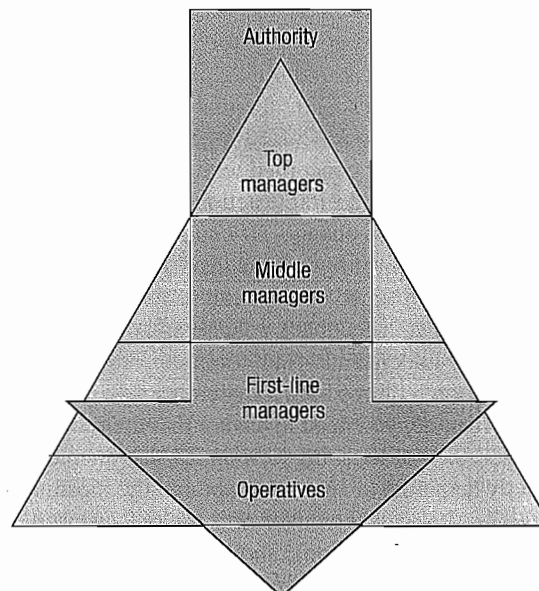 Authority
Top
managers
Middle
managers
First-line
managers
Operatives